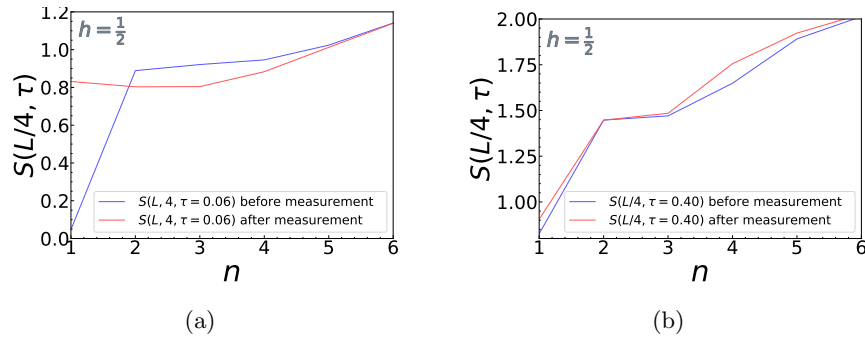 h = 1/2
S(L/4, τ)
1.2
1.0
0.8
0.6
0.4
0.2
0.0
S(L, 4, τ = 0.06) before measurement
S(L, 4, τ = 0.06) after measurement
1 2 3 4 5 6
n
(a)
h = 1/2
S(L/4, τ)
2.00
1.75
1.50
1.25
1.00
S(L/4, τ = 0.40) before measurement
S(L/4, τ = 0.40) after measurement
1 2 3 4 5 6
n
(b)